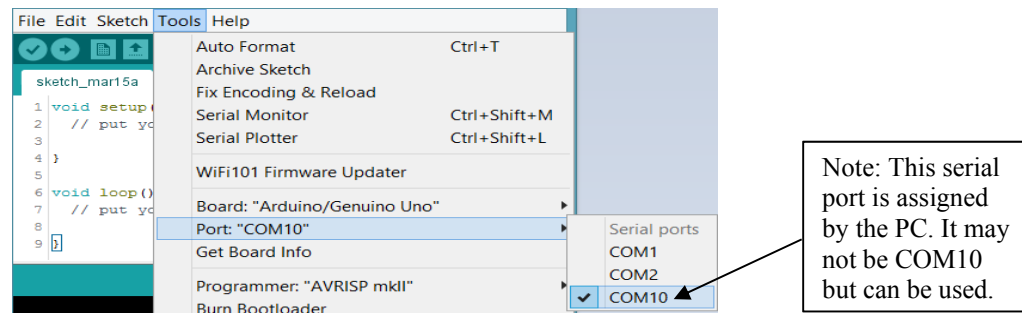 File Edit Sketch Tools Help
Auto Format Ctrl+T
Archive Sketch
sketch_mar15a
Fix Encoding & Reload
1 void setup(
Serial Monitor Ctrl+Shift+M
2 // put yo
Serial Plotter Ctrl+Shift+L
3
4 }
5
WiFi101 Firmware Updater
6 void loop()
7 // put yo
Board: "Arduino/Genuino Uno"
8
Port: "COM10"
9 }
Get Board Info
Programmer: "AVRISP mkII"
Burn Bootloader
Serial ports
COM1
COM2
COM10
Note: This serial
port is assigned
by the PC. It may
not be COM10
but can be used.